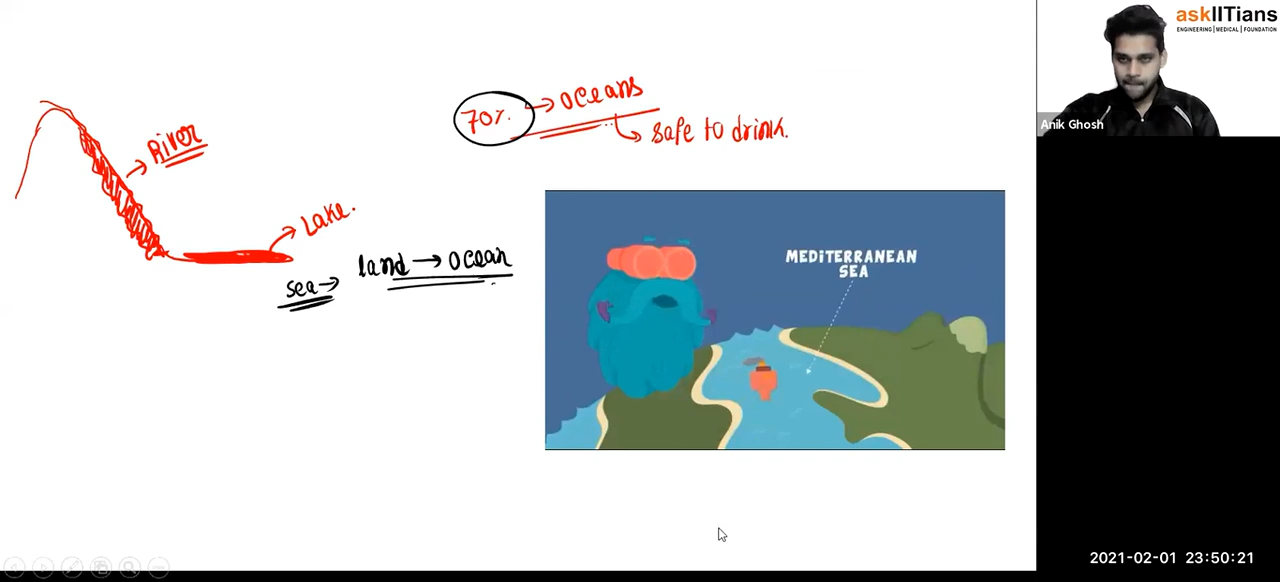 70%. → oceans
↳ safe to drink.
→ River
→ Lake.
sea → land → ocean
MEDITERRANEAN
SEA
askIITians
ENGINEERING | MEDICAL | FOUNDATION
Anik Ghosh
2021-02-01 23:50:21